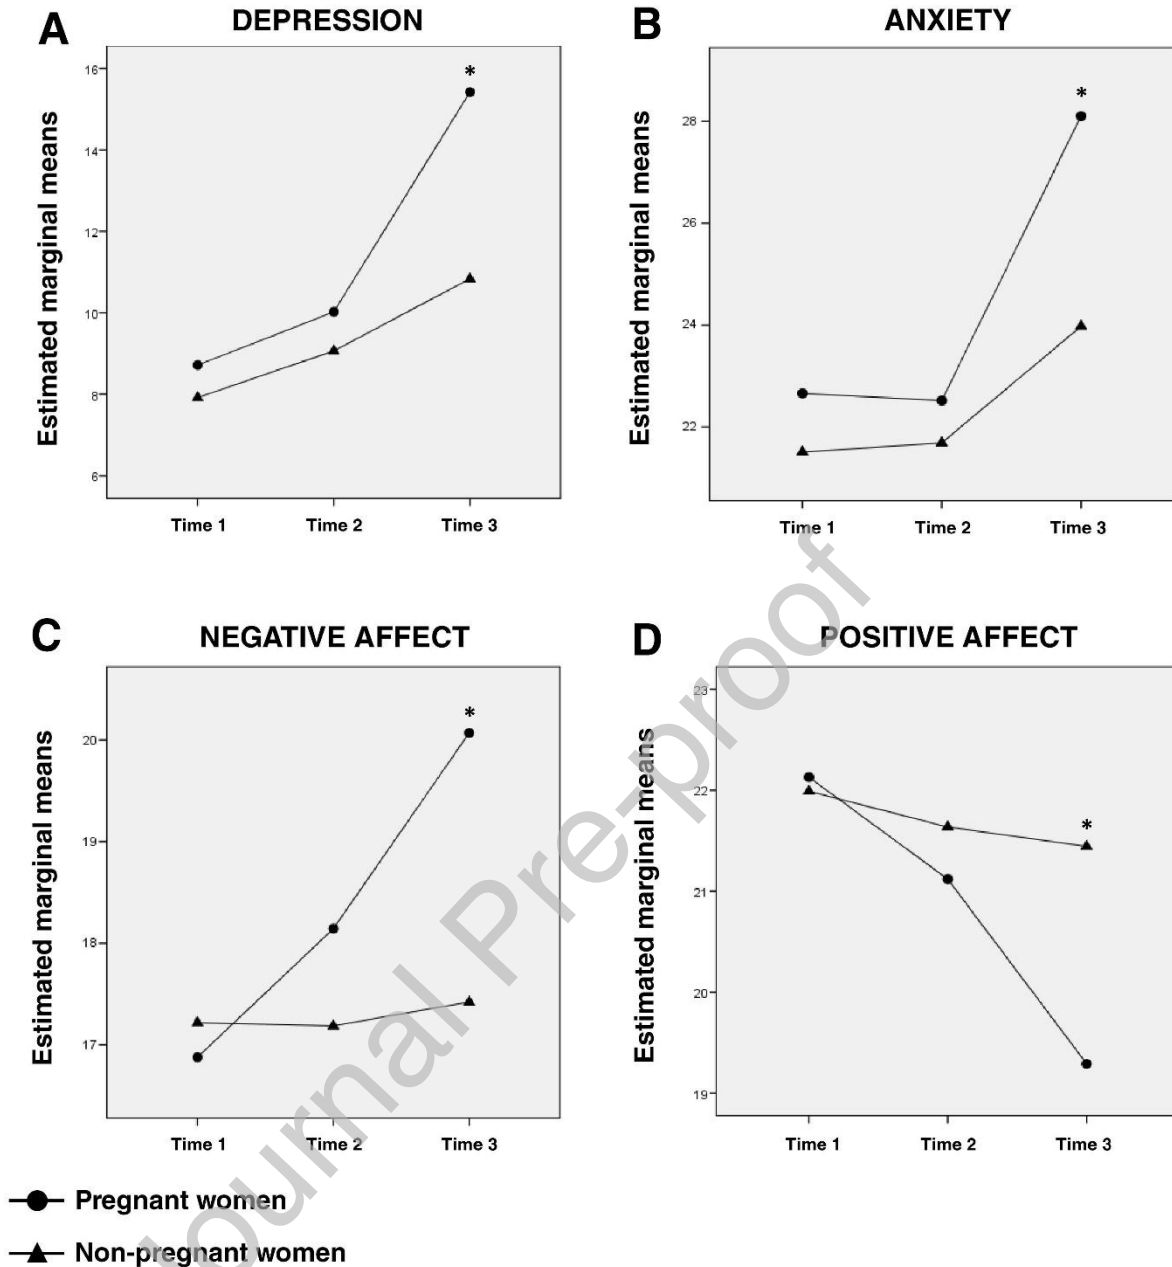 A
DEPRESSION
Estimated marginal means
16
*
14
12
10
8
6
Time 1 Time 2 Time 3
B
ANXIETY
Estimated marginal means
*
28
26
24
22
Time 1 Time 2 Time 3
C
NEGATIVE AFFECT
Estimated marginal means
*
20
19
18
17
Time 1 Time 2 Time 3
D
POSITIVE AFFECT
Estimated marginal means
23
22
*
21
20
19
Time 1 Time 2 Time 3
Pregnant women
Non-pregnant women
Journal Pre-proof